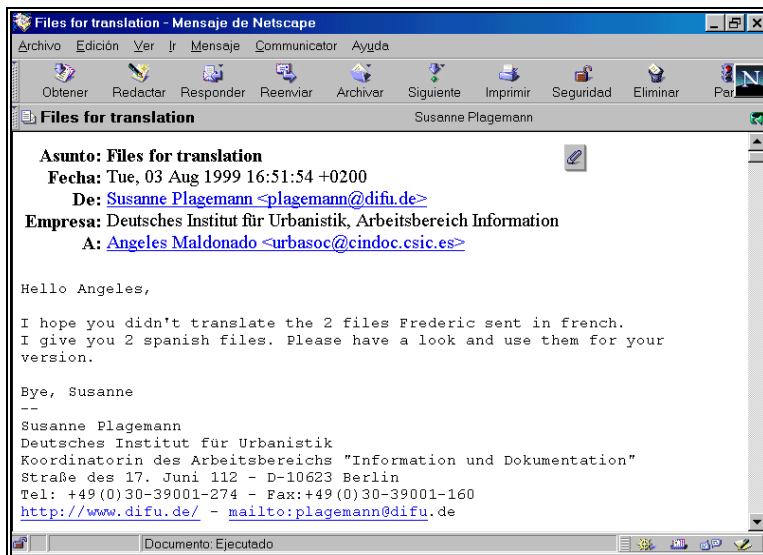 Files for translation - Mensaje de Netscape
Archivo Edición Ver Ir Mensaje Communicator Ayuda
Obtener Redactar Responder Reenviar Archivar Siguiente Imprimir Seguridad Eliminar Par N
Files for translation Susanne Plagemann
Asunto: Files for translation
Fecha: Tue, 03 Aug 1999 16:51:54 +0200
De: Susanne Plagemann <plagemann@difu.de>
Empresa: Deutsches Institut für Urbanistik, Arbeitsbereich Information
A: Angeles Maldonado <urbasoc@cindoc.csic.es>
Hello Angeles,
I hope you didn't translate the 2 files Frederic sent in french.
I give you 2 spanish files. Please have a look and use them for your
version.
Bye, Susanne
--
Susanne Plagemann
Deutsches Institut für Urbanistik
Koordinatorin des Arbeitsbereichs "Information und Dokumentation"
Straße des 17. Juni 112 - D-10623 Berlin
Tel: +49(0)30-39001-274 - Fax:+49(0)30-39001-160
http://www.difu.de/ - mailto:plagemann@difu.de
Documento: Ejecutado